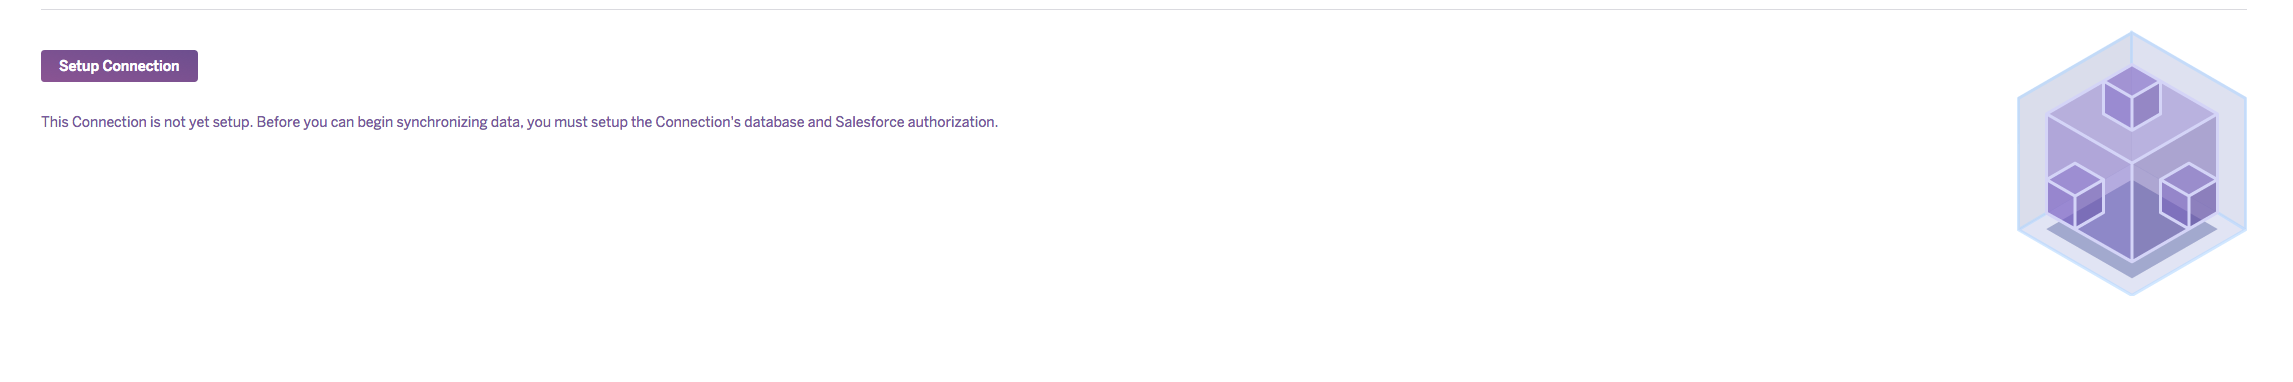 Setup Connection
This Connection is not yet setup. Before you can begin synchronizing data, you must setup the Connection's database and Salesforce authorization.